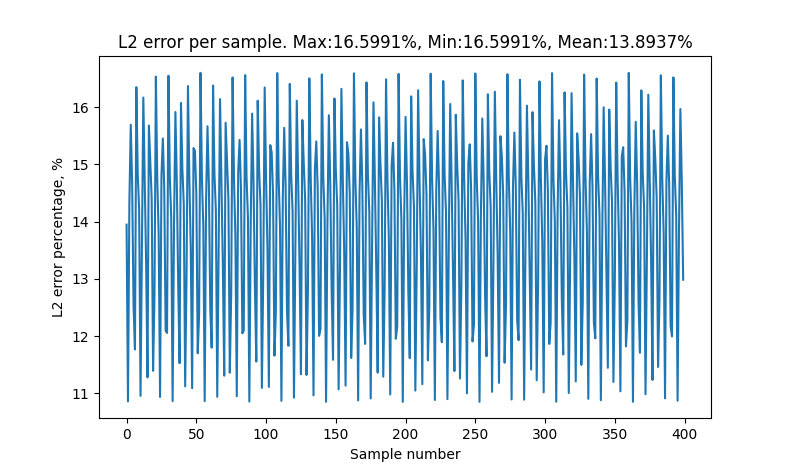 L2 error per sample. Max:16.5991%, Min:16.5991%, Mean:13.8937%
16
15
14
13
12
11
L2 error percentage, %
0 50 100 150 200 250 300 350 400
Sample number